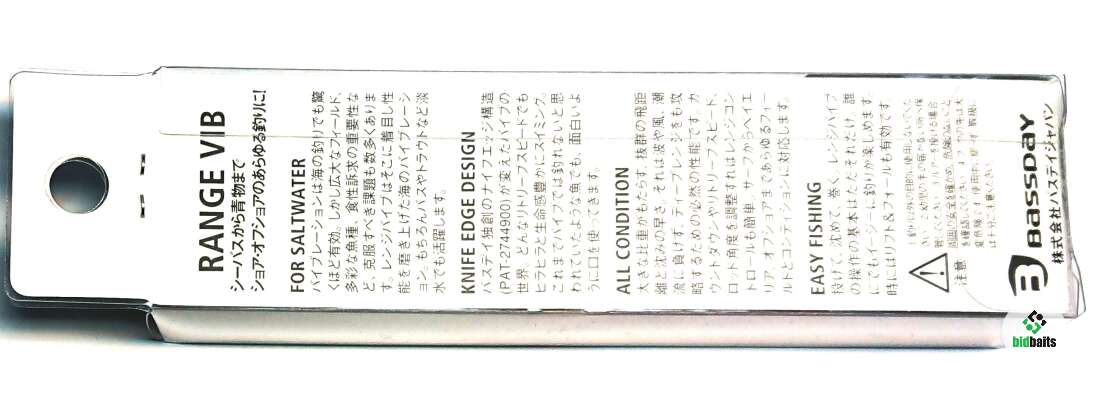 RANGE VIB
シーバスから青物まで
ショア・オフショアのあらゆる釣りに!
FOR SALTWATER
バイブレーションは海の釣りでも驚
くほど有効。しかし広大なフィールド、
多彩な魚種、食性訴求の重要性な
ど、克服すべき課題も数多くありま
す。レンジバイブはそこに着目し性
能を磨き上げた海のバイブレーシ
ョン。もちろんバスやトラウトなど淡
水でも活躍します。
KNIFE EDGE DESIGN
バスデイ独創のナイフエッジ構造
(PAT-2744900)が変えたバイブの
世界。どんなリトリーブスピードでも
ヒラヒラと生命感豊かにスイミング。
これまでバイブでは釣れないと思
われていたような魚でも、面白いよ
うに口を使ってきます。
ALL CONDITION
大きな比重がもたらす、抜群の飛距
離と沈みの早さ。それは波や風、潮
流に負けず、ディープレンジをも攻
略するための必然の性能です。カ
ウントダウンやリトリーブスピード、
ロッド角度を調整すればレンジコン
トロールも簡単。サーフからベイエ
リア、オフショアまであらゆるフィー
ルドとコンディションに対応します。
EASY FISHING
投げて、沈めて、巻く。レンジバイブ
の操作の基本はただそれだけ。誰
にでもイージーに釣りが楽しめます。
時にはリフト&フォールも有効です。
注意
BASSDAY
株式会社バスデイジャパン
bidbaits